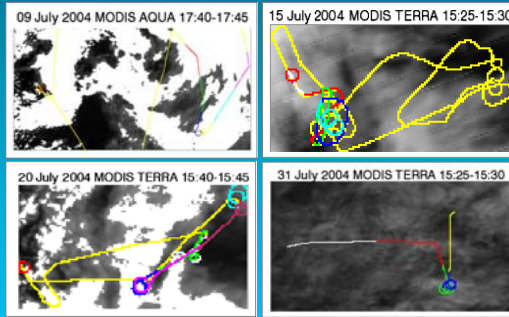 09 July 2004 MODIS AQUA 17:40-17:45
15 July 2004 MODIS TERRA 15:25-15:30
20 July 2004 MODIS TERRA 15:40-15:45
31 July 2004 MODIS TERRA 15:25-15:30